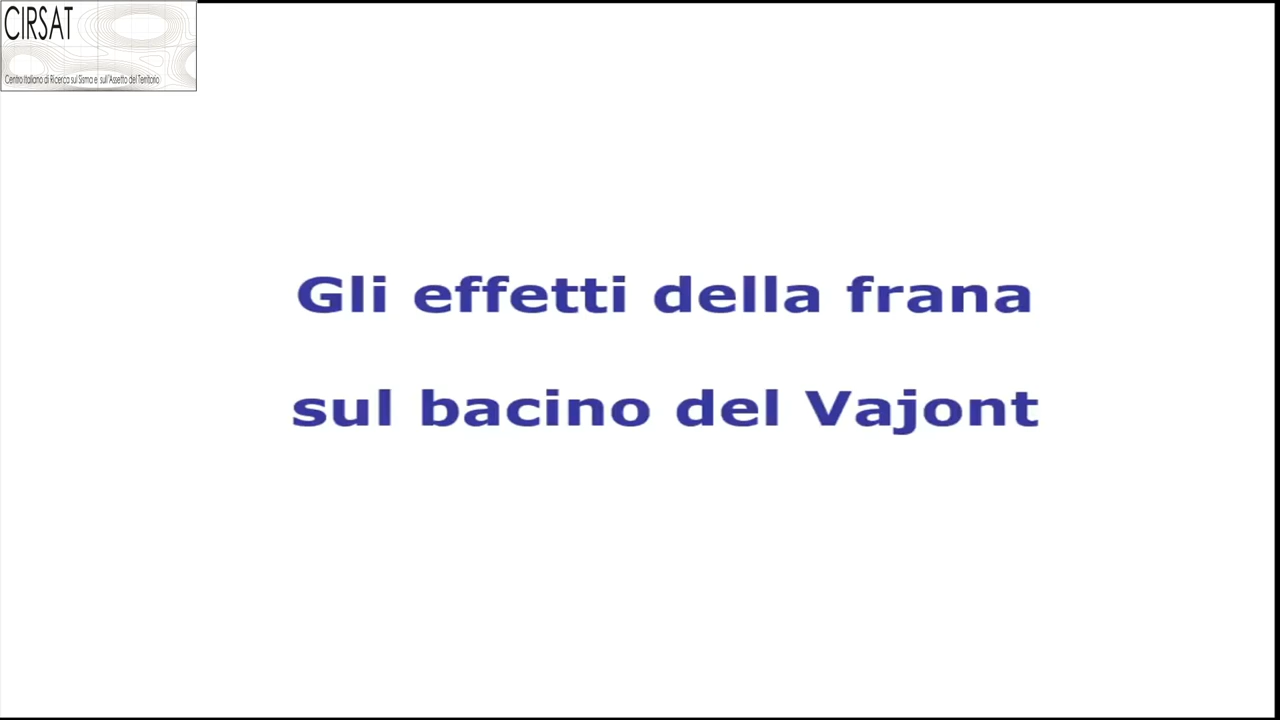 CIRSAT
Centro Italiano di Ricerca sul Sisma e sull'Assetto del Territorio
Gli effetti della frana
sul bacino del Vajont